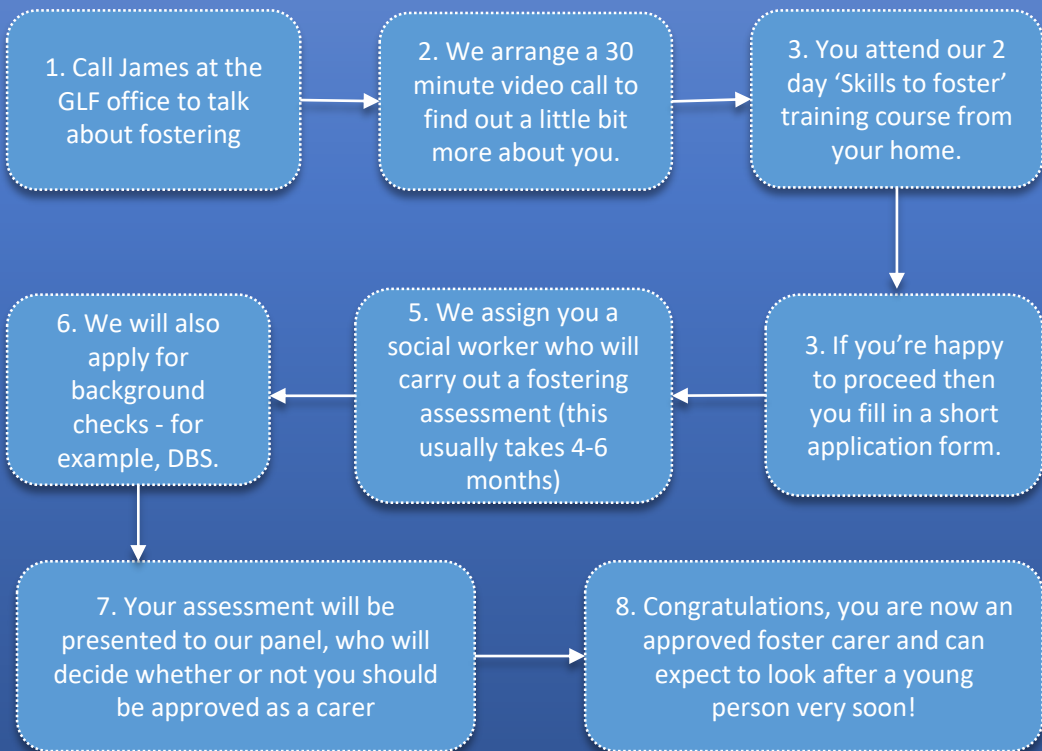 1. Call James at the
GLF office to talk
about fostering
2. We arrange a 30
minute video call to
find out a little bit
more about you.
3. You attend our 2
day ‘Skills to foster’
training course from
your home.
3. If you’re happy
to proceed then
you fill in a short
application form.
5. We assign you a
social worker who will
carry out a fostering
assessment (this
usually takes 4-6
months)
6. We will also
apply for
background
checks - for
example, DBS.
7. Your assessment will be
presented to our panel, who will
decide whether or not you should
be approved as a carer
8. Congratulations, you are now an
approved foster carer and can
expect to look after a young
person very soon!